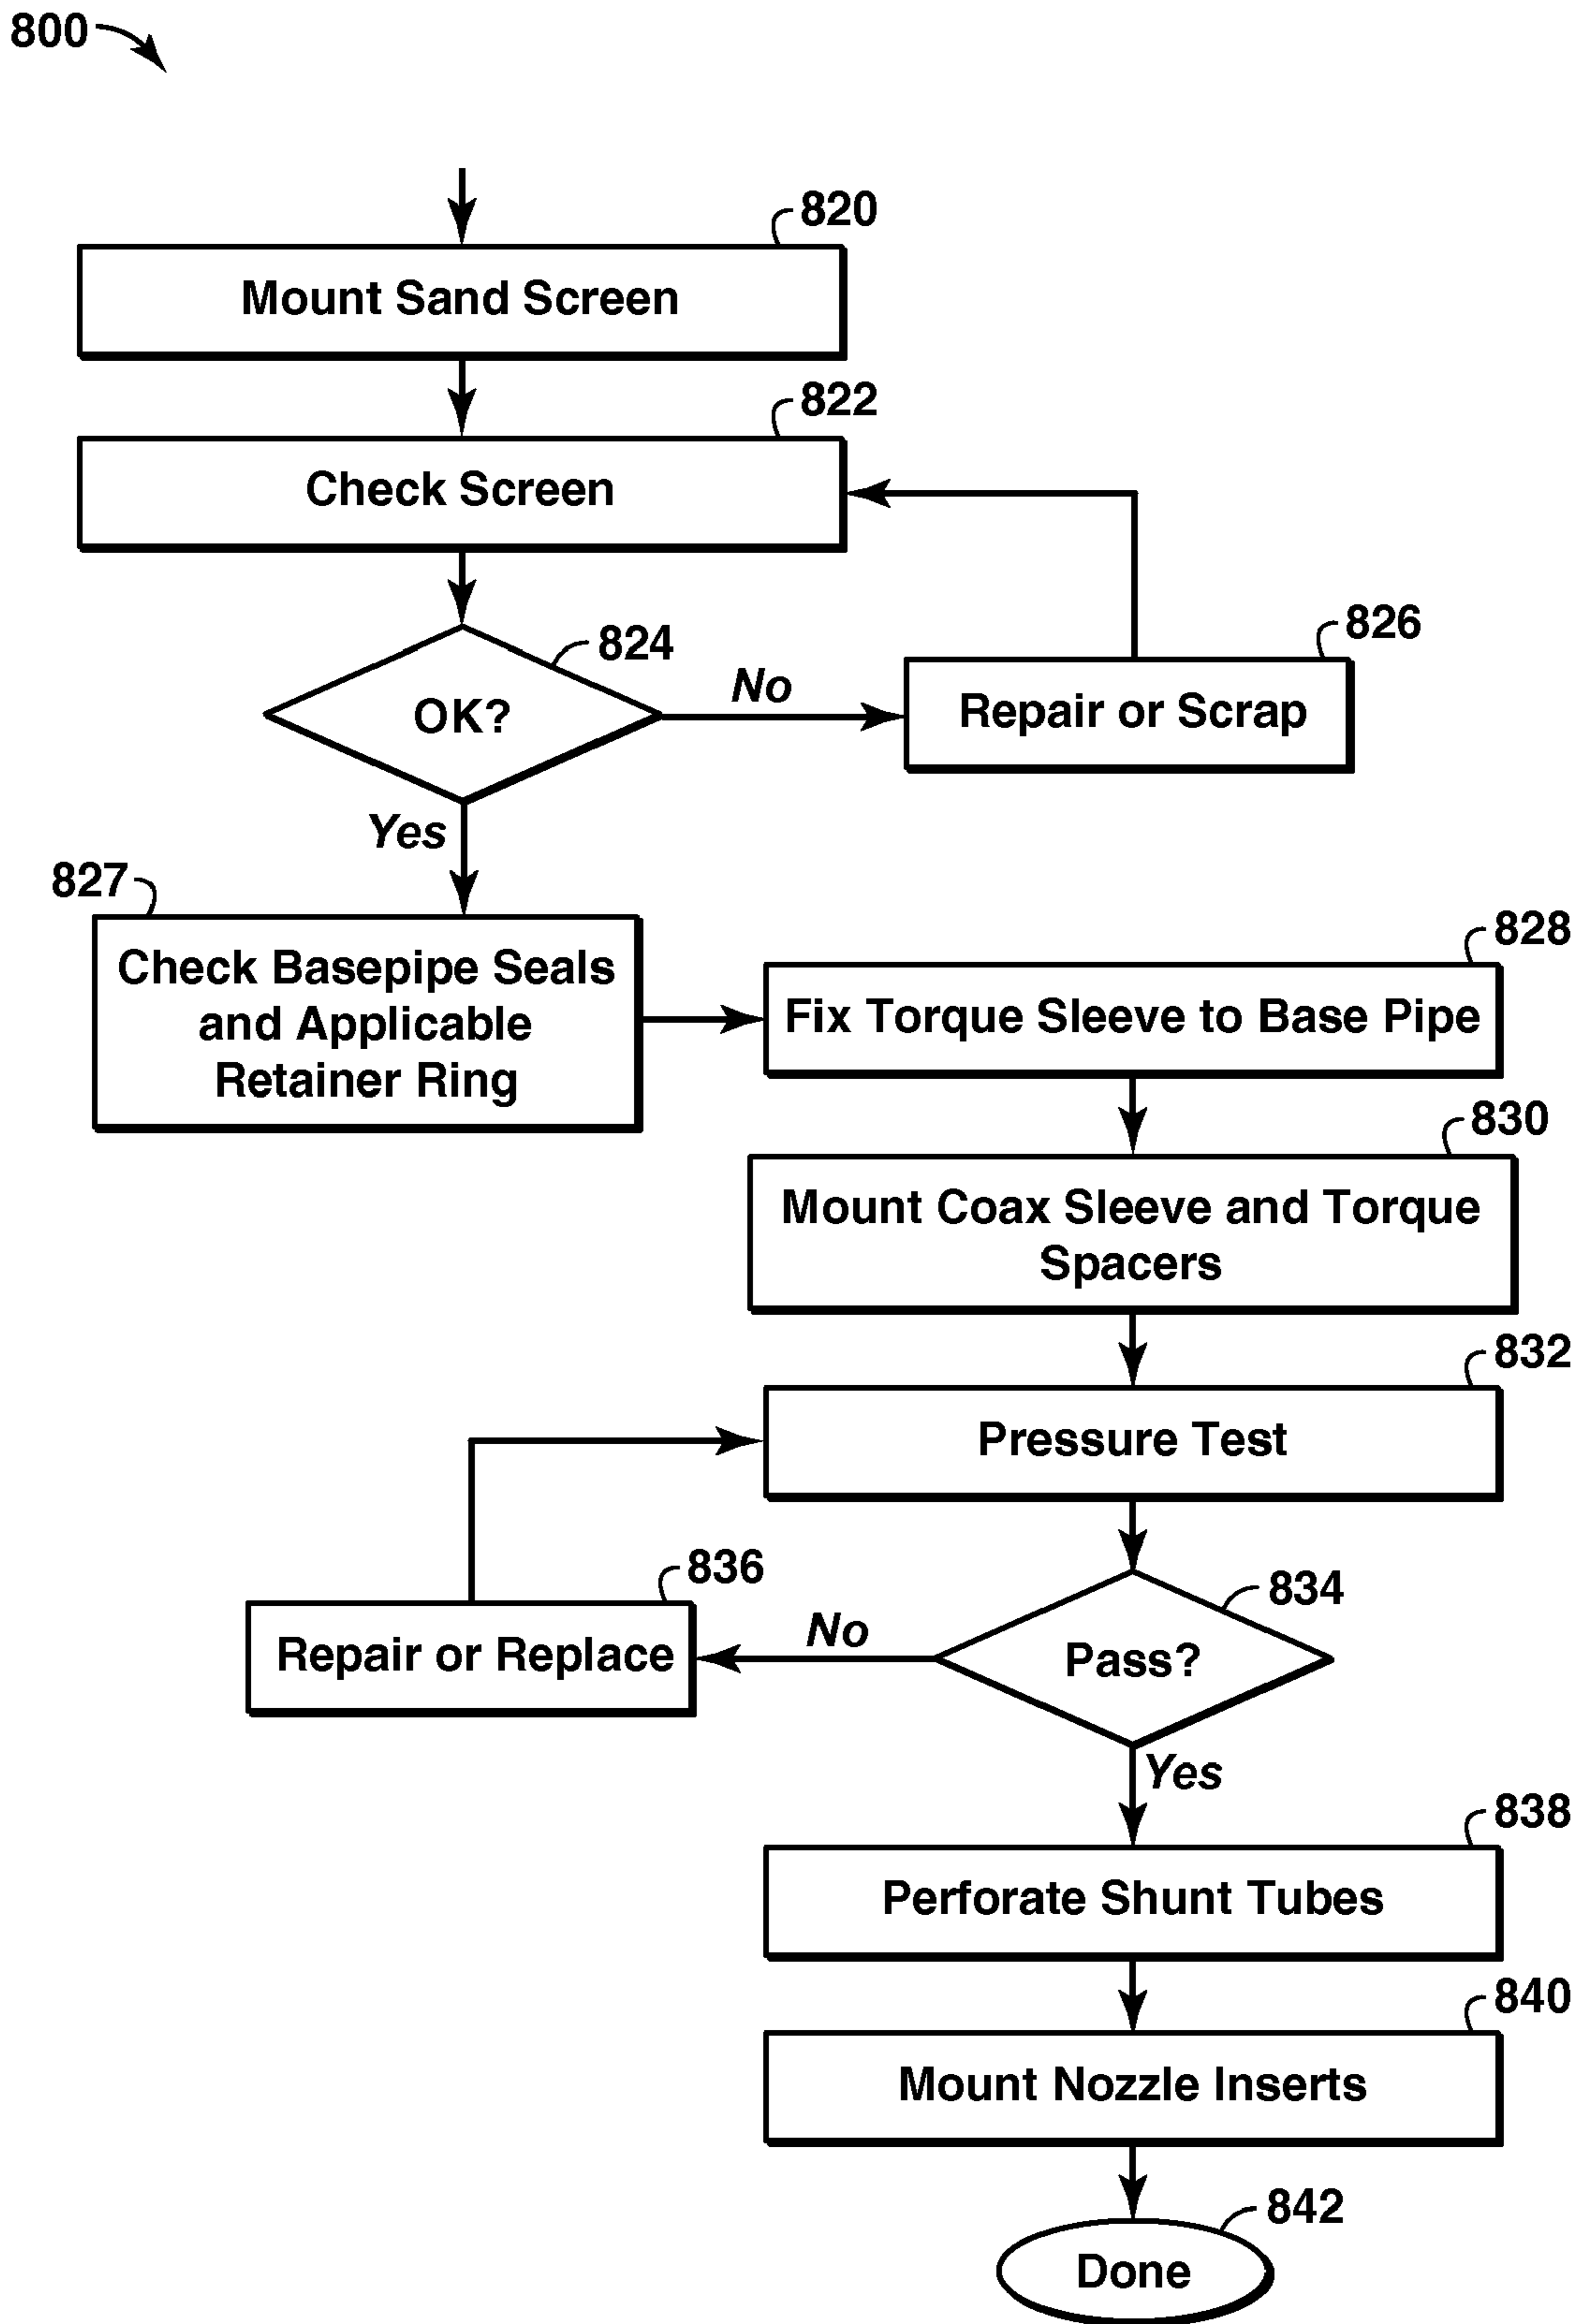 800
820
Mount Sand Screen
822
Check Screen
824
OK?
No
826
Repair or Scrap
Yes
827
Check Basepipe Seals
and Applicable
Retainer Ring
828
Fix Torque Sleeve to Base Pipe
830
Mount Coax Sleeve and Torque
Spacers
832
Pressure Test
834
Pass?
No
836
Repair or Replace
Yes
838
Perforate Shunt Tubes
840
Mount Nozzle Inserts
842
Done